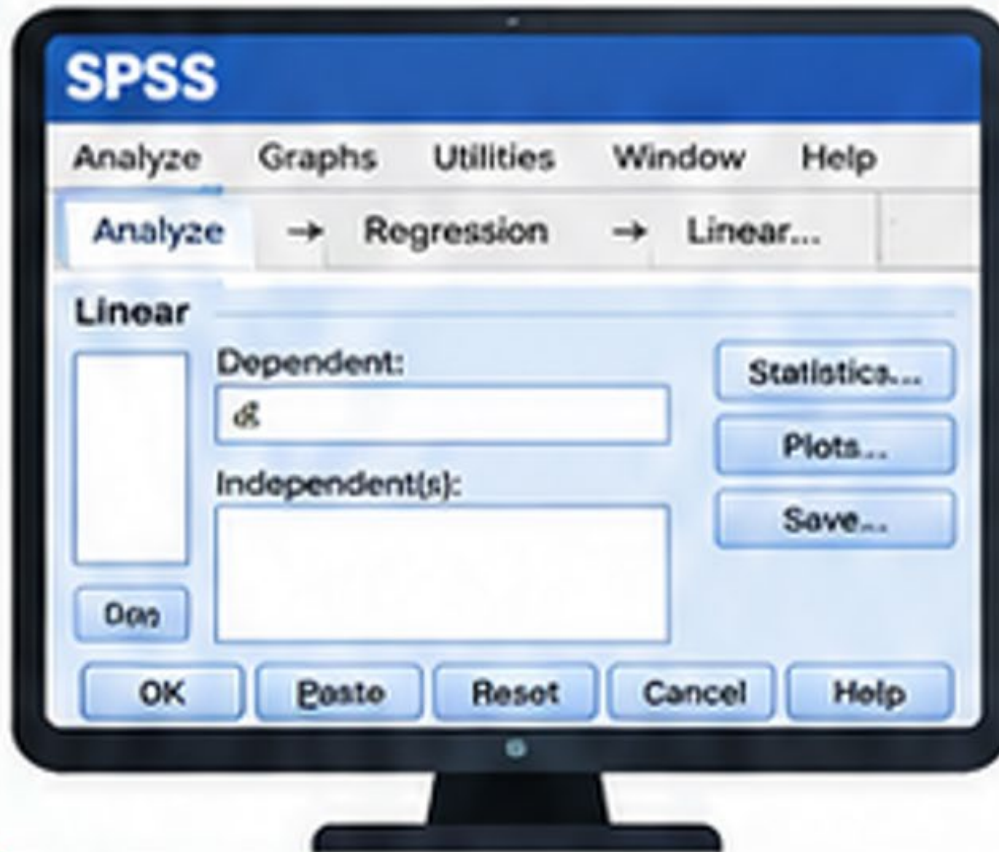 SPSS
Analyze Graphs Utilities Window Help
Analyze → Regression → Linear...
Linear
Dependent:
Statistics...
Plots...
Independent(s):
Save...
OK Paste Reset Cancel Help